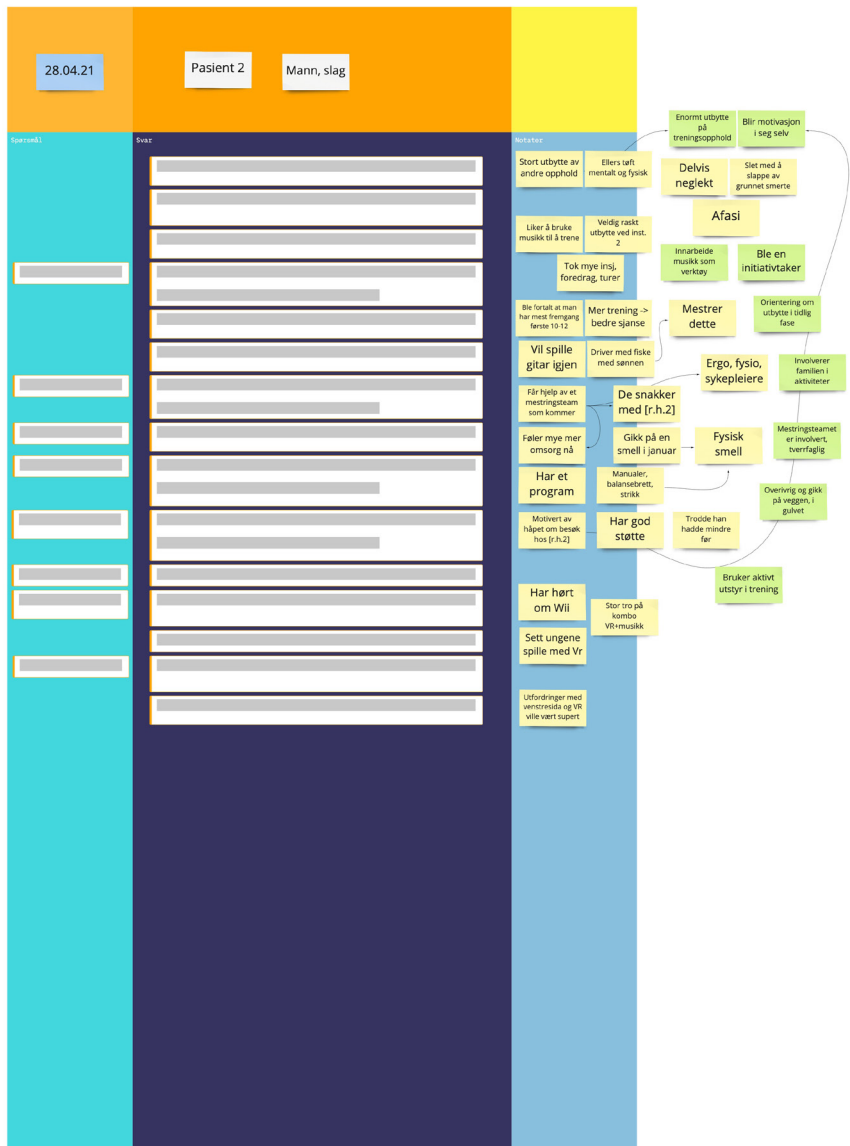 28.04.21
Pasient 2
Mann, slag
Spørsmål
Svar
Notater
Enormt utbytte
på
treningsopphold
Blir motivasjon
i seg selv
Stort utbytte av
andre opphold
Ellers tøft
mentalt og fysisk
Delvis
neglekt
Slet med å
slappe av
grunnet smerte
Afasi
Liker å bruke
musikk til å trene
Veldig raskt
utbytte ved inst.
2
Tok mye insj,
foredrag, turer
Innarbeide
musikk som
verktøy
Ble en
initiativtaker
Ble fortalt at man
har mest fremgang
første 10-12
Mer trening ->
bedre sjanse
Mestrer
dette
Orientering om
utbytte i tidlig
fase
Vil spille
gitar igjen
Driver med fiske
med sønnen
Ergo, fysio,
sykepleiere
Involverer
familien i
aktiviteter
Får hjelp av et
mestringsteam
som kommer
De snakker
med [r.h.2]
Føler mye mer
omsorg nå
Gikk på en
smell i januar
Fysisk
smell
Mestringsteamet
er involvert,
tverrfaglig
Har et
program
Manualer,
balansebrett,
strikk
Overivrig og gikk
på veggen, i
gulvet
Motivert av
håpet om besøk
hos [r.h.2]
Har god
støtte
Trodde han
hadde mindre
før
Bruker aktivt
utstyr i trening
Har hørt
om Wii
Stor tro på
kombo
VR+musikk
Sett ungene
spille med Vr
Utfordringer med
venstresida og VR
ville vært supert